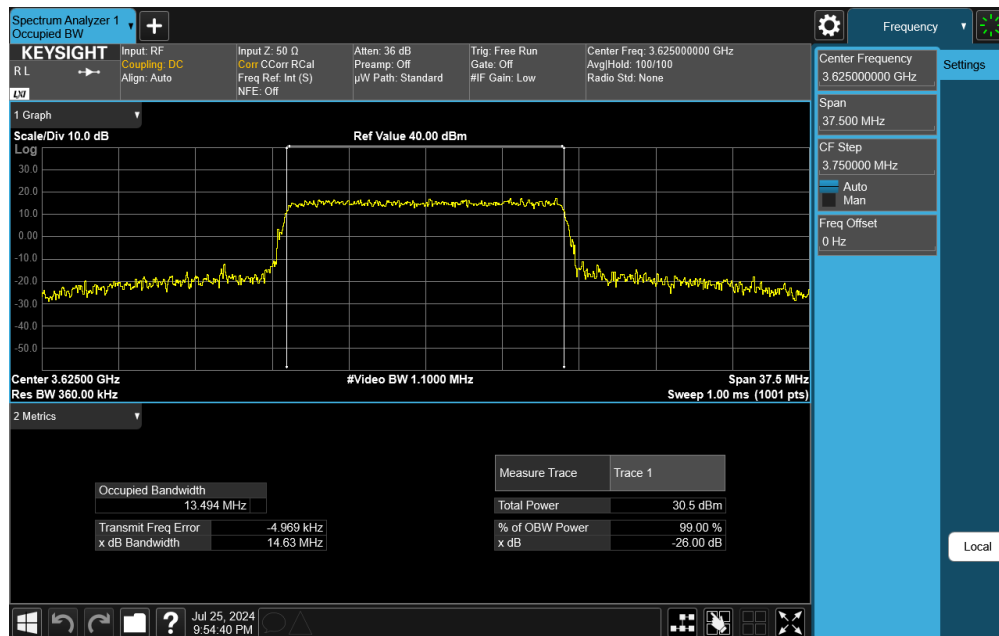 Spectrum Analyzer 1
Occupied BW
+
Frequency
KEYSIGHT
R L
LXI
Input: RF
Coupling: DC
Align: Auto
Input Z: 50 Ω
Corr CCorr RCal
Freq Ref: Int (S)
NFE: Off
Atten: 36 dB
Preamp: Off
µW Path: Standard
Trig: Free Run
Gate: Off
#IF Gain: Low
Center Freq: 3.625000000 GHz
Avg|Hold: 100/100
Radio Std: None
Center Frequency
3.625000000 GHz
Settings
Span
37.500 MHz
CF Step
3.750000 MHz
Auto
Man
Freq Offset
0 Hz
Local
1 Graph
Scale/Div 10.0 dB
Ref Value 40.00 dBm
Log
30.0
20.0
10.0
0.00
-10.0
-20.0
-30.0
-40.0
-50.0
Center 3.62500 GHz
#Video BW 1.1000 MHz
Span 37.5 MHz
Res BW 360.00 kHz
Sweep 1.00 ms (1001 pts)
2 Metrics
Measure Trace
Trace 1
Occupied Bandwidth
13.494 MHz
Total Power
30.5 dBm
Transmit Freq Error
-4.969 kHz
% of OBW Power
99.00 %
x dB Bandwidth
14.63 MHz
x dB
-26.00 dB
?
Jul 25, 2024
9:54:40 PM